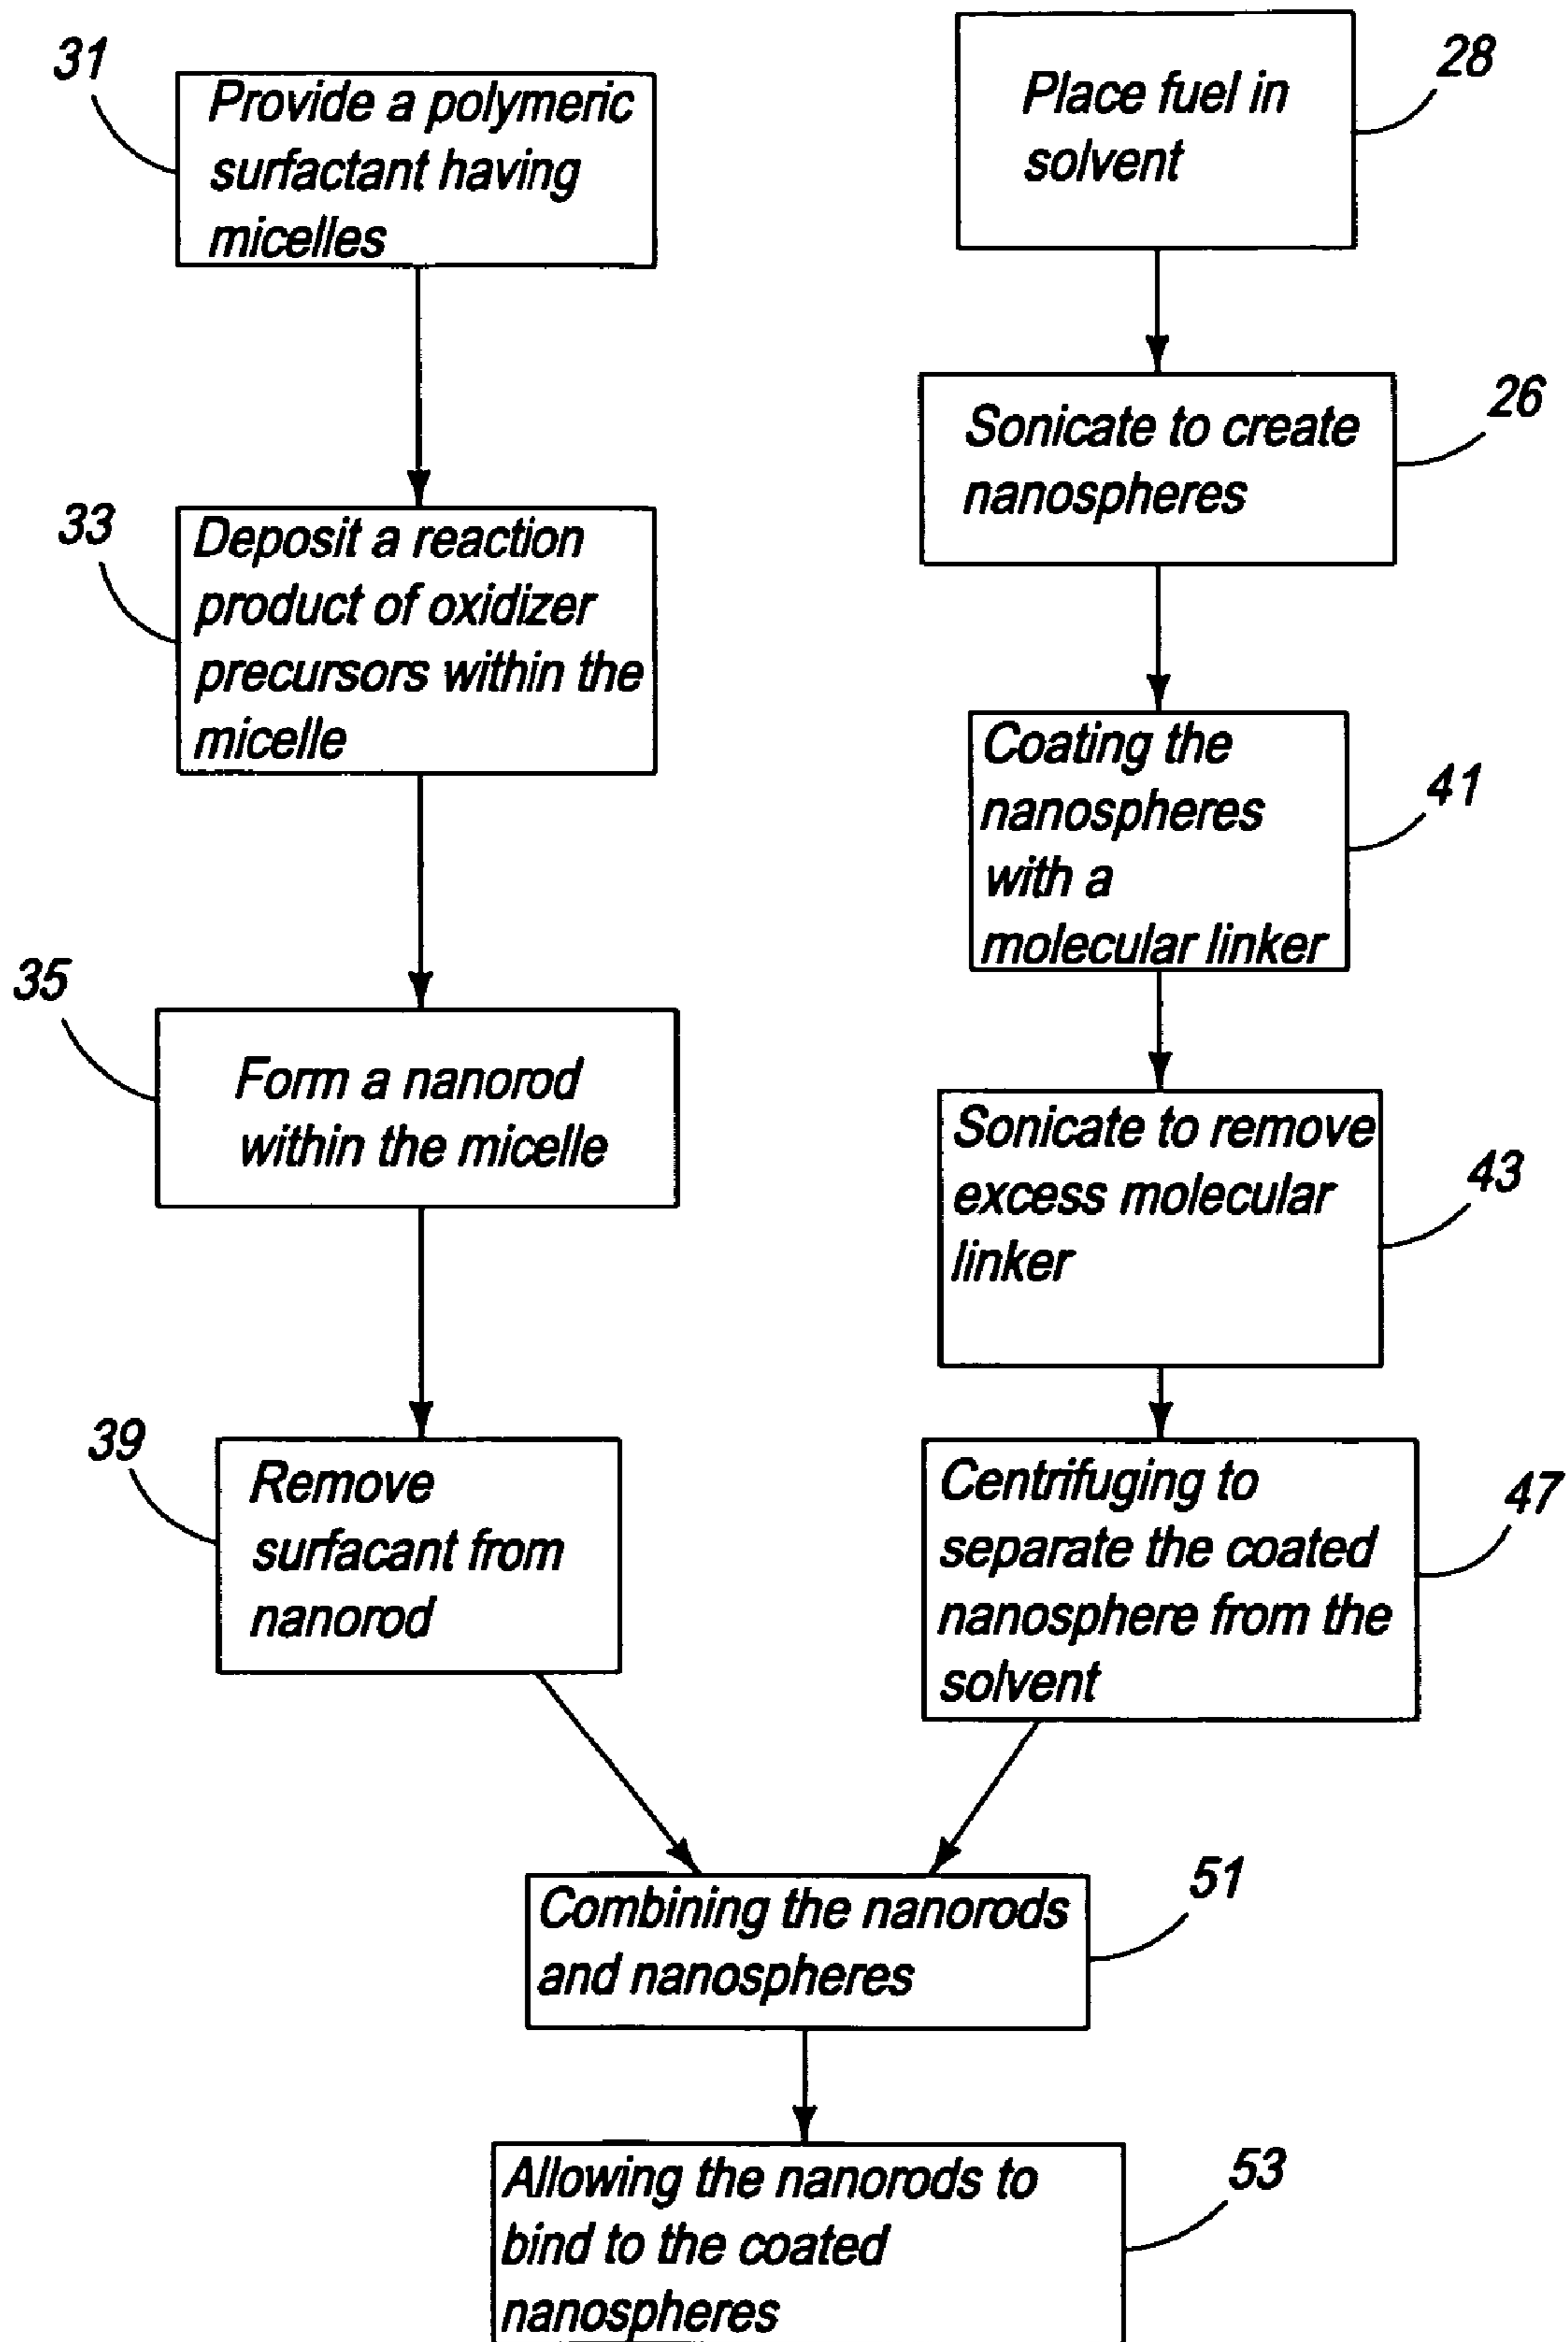 31
Provide a polymeric
surfactant having
micelles
33
Deposit a reaction
product of oxidizer
precursors within the
micelle
35
Form a nanorod
within the micelle
39
Remove
surfacant from
nanorod
28
Place fuel in
solvent
26
Sonicate to create
nanospheres
41
Coating the
nanospheres
with a
molecular linker
43
Sonicate to remove
excess molecular
linker
47
Centrifuging to
separate the coated
nanosphere from the
solvent
51
Combining the nanorods
and nanospheres
53
Allowing the nanorods to
bind to the coated
nanospheres